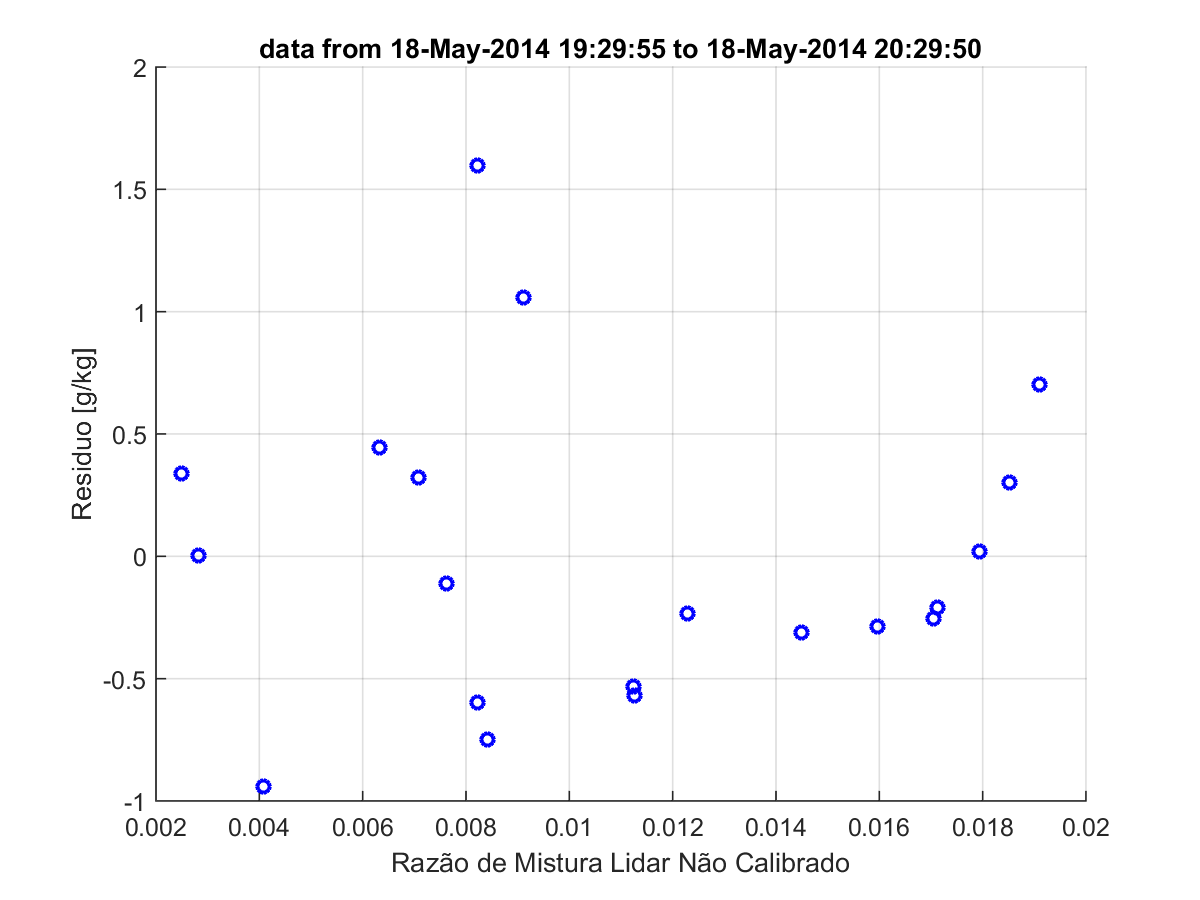 data from 18-May-2014 19:29:55 to 18-May-2014 20:29:50
2
1.5
1
0.5
0
-0.5
-1
Residuo [g/kg]
0.002 0.004 0.006 0.008 0.01 0.012 0.014 0.016 0.018 0.02
Razão de Mistura Lidar Não Calibrado